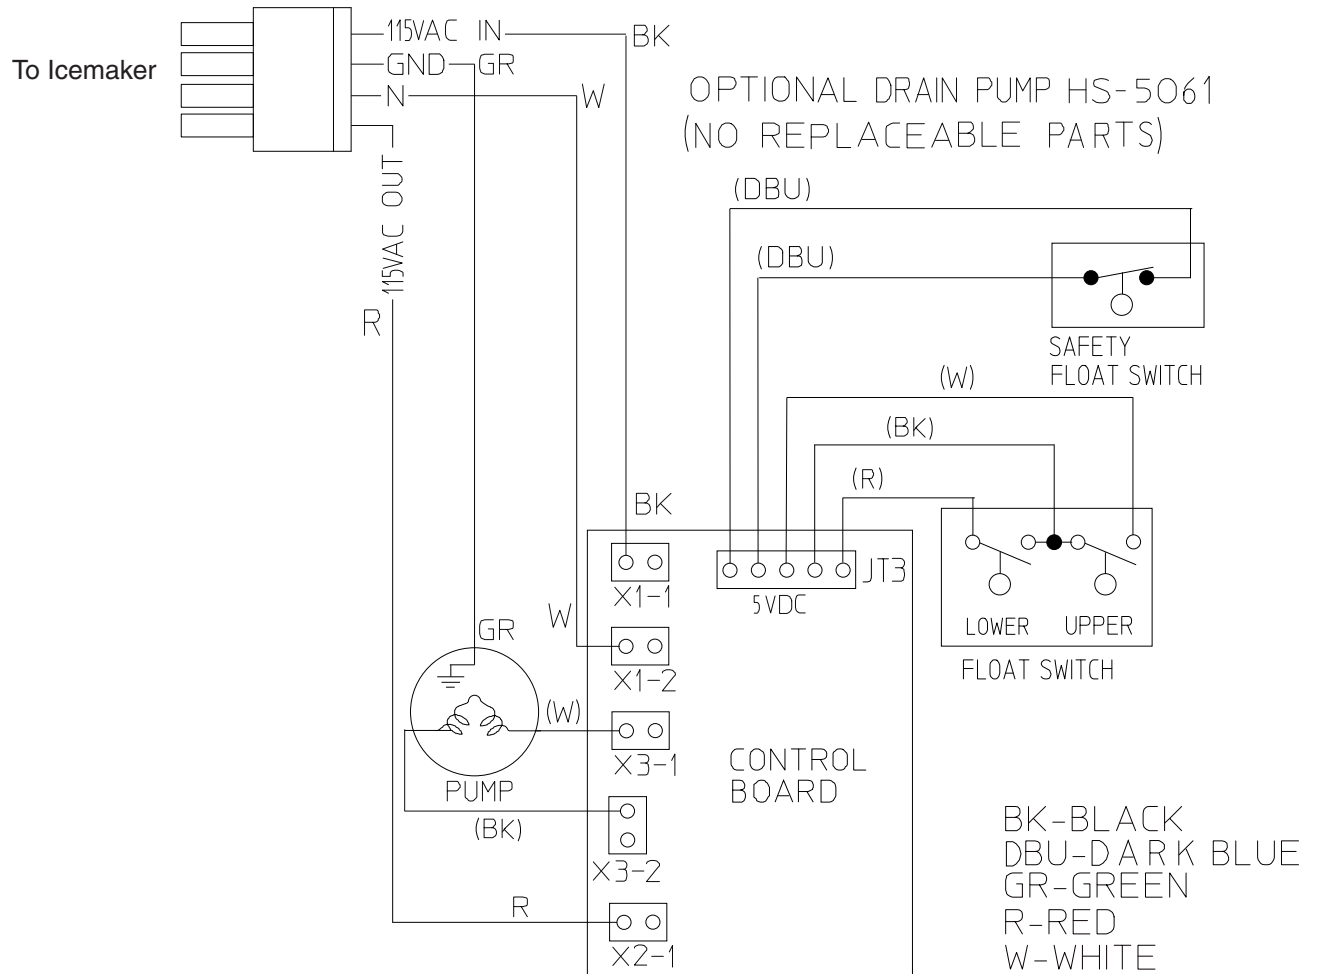 To Icemaker
115VAC IN
BK
GND
GR
N
W
115VAC OUT
R
OPTIONAL DRAIN PUMP HS-5061
(NO REPLACEABLE PARTS)
(DBU)
(DBU)
SAFETY
FLOAT SWITCH
(W)
(BK)
(R)
BK
JT3
X1-1
5VDC
W
GR
LOWER
UPPER
FLOAT SWITCH
X1-2
(W)
X3-1
CONTROL
BOARD
PUMP
(BK)
X3-2
R
X2-1
BK-BLACK
DBU-DARK BLUE
GR-GREEN
R-RED
W-WHITE